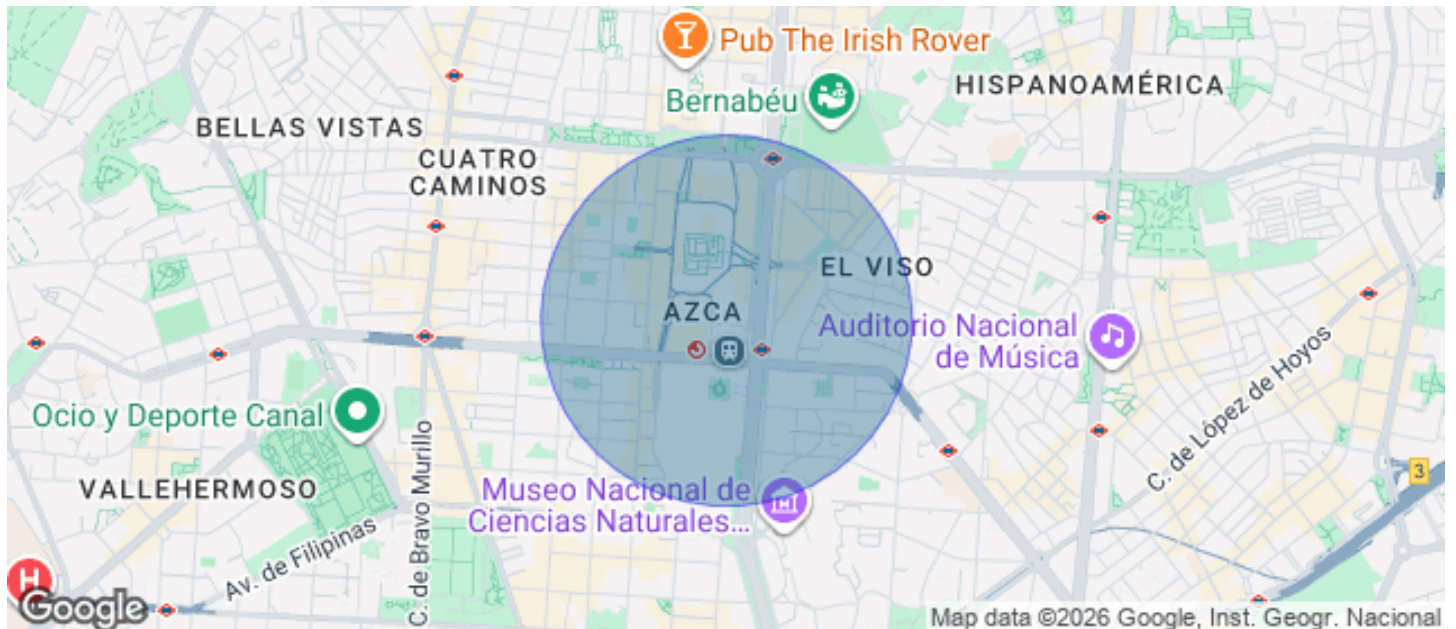 Pub The Irish Rover
Bernabéu
HISPANOAMÉRICA
BELLAS VISTAS
CUATRO
CAMINOS
EL VISO
AZCA
Auditorio Nacional
de Música
Ocio y Deporte Canal
C. de López de Hoyos
3
C. de Bravo Murillo
VALLEHERMOSO
Museo Nacional de
Ciencias Naturales...
Av. de Filipinas
H
Google
Map data ©2026 Google, Inst. Geogr. Nacional